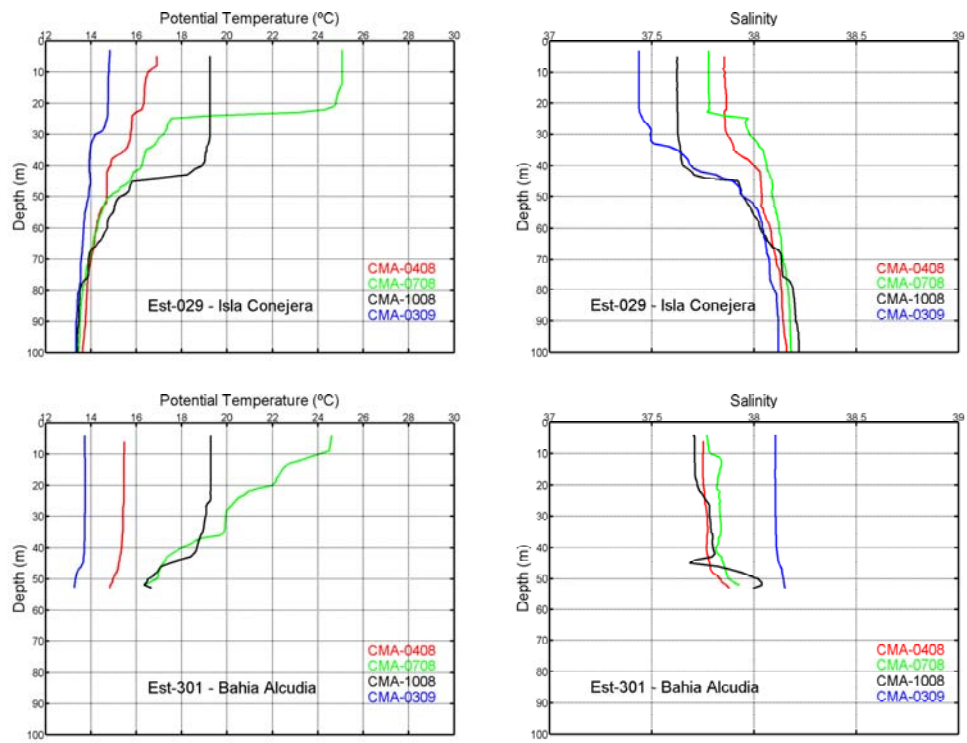 Potential Temperature (ºC)
12 14 16 18 20 22 24 26 28 30
0
10
20
30
40
50
60
70
80
90
100
Depth (m)
CMA-0408
CMA-0708
CMA-1008
CMA-0309
Est-029 - Isla Conejera
Salinity
37 37.5 38 38.5 39
0
10
20
30
40
50
60
70
80
90
100
Depth (m)
CMA-0408
CMA-0708
CMA-1008
CMA-0309
Est-029 - Isla Conejera
Potential Temperature (ºC)
12 14 16 18 20 22 24 26 28 30
0
10
20
30
40
50
60
70
80
90
100
Depth (m)
CMA-0408
CMA-0708
CMA-1008
CMA-0309
Est-301 - Bahia Alcudia
Salinity
37 37.5 38 38.5 39
0
10
20
30
40
50
60
70
80
90
100
Depth (m)
CMA-0408
CMA-0708
CMA-1008
CMA-0309
Est-301 - Bahia Alcudia